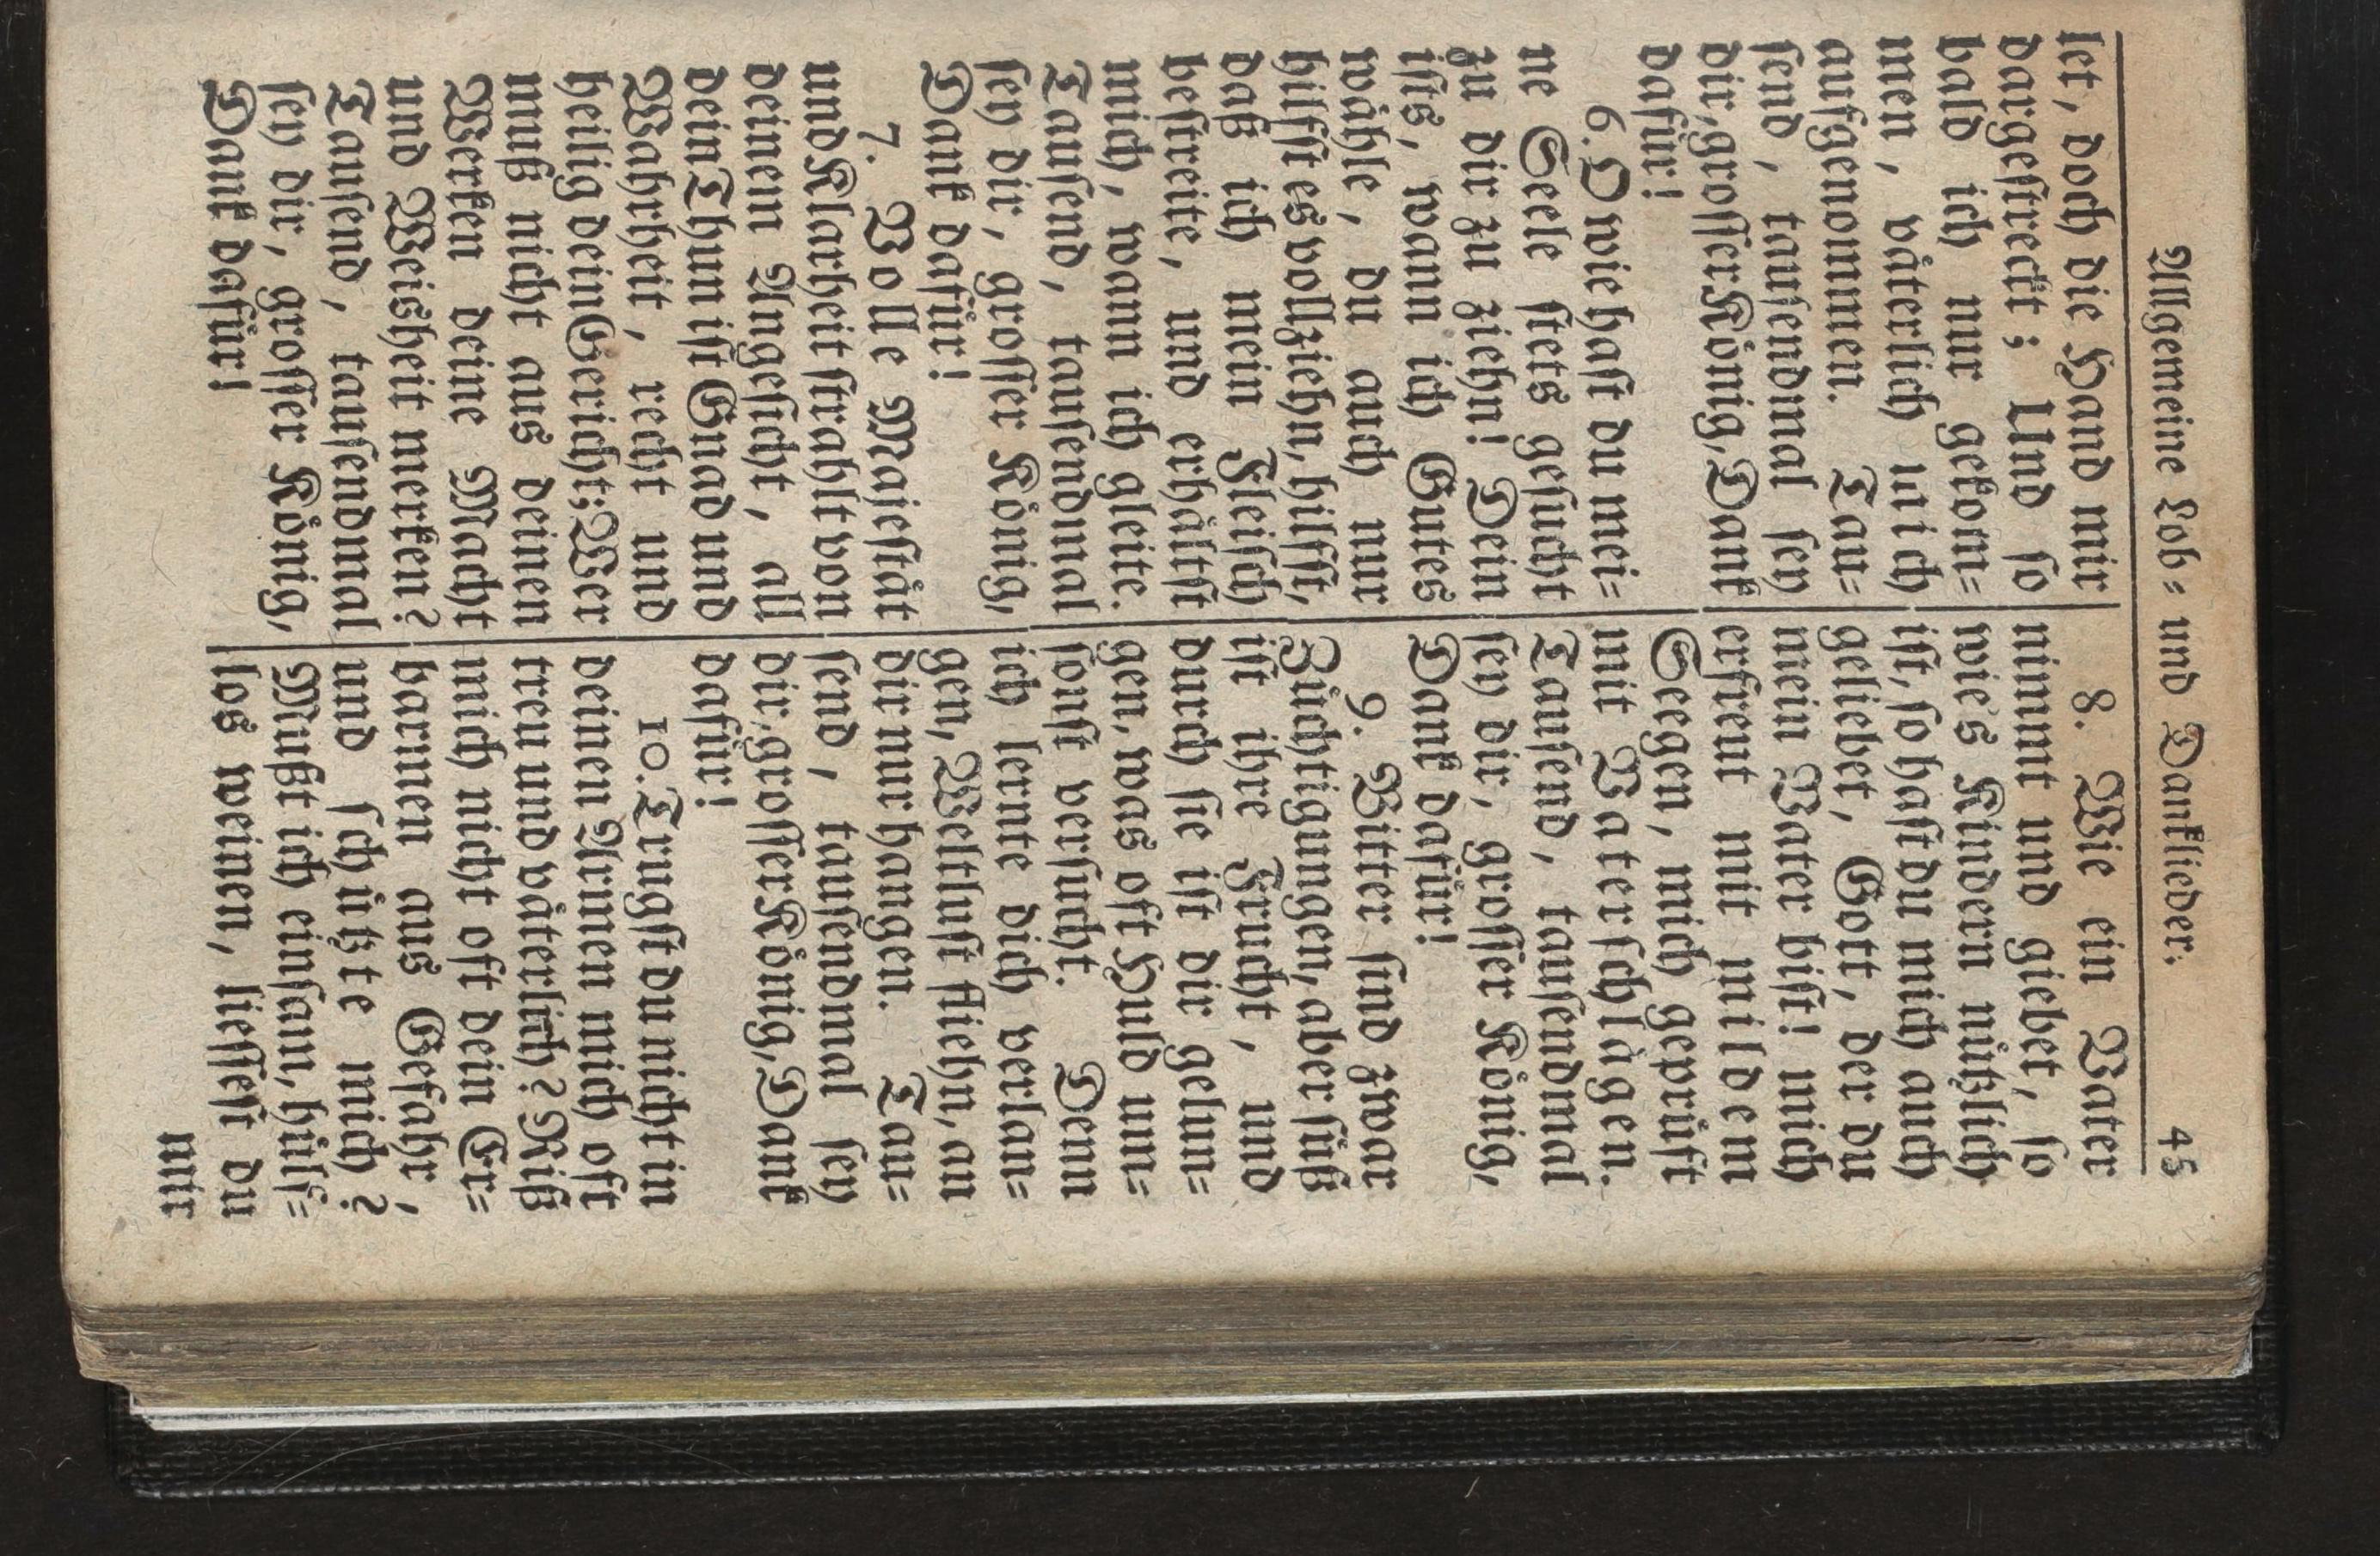 Allgemeine Lob- und Danklieder. 45
let, doch die Hand mir
dargestreckt; Und so
bald ich nur gekom-
men, väterlich mich
aufgenommen. Tau-
send, tausendmal sey
dir, grosser König, Dank
dafür!
6. O wie hast du mei-
ne Seele stets gesucht
zu dir zu ziehn! Dein
ists, wann ich Gutes
wähle, du auch nur
hilfst es vollziehn, hilfst,
daß ich mein Fleisch
bestreite, und erhältst
mich, wann ich gleite.
Tausend, tausendmal
sey dir, grosser König,
Dank dafür!
7. Volle Majestät
und Klarheit strahlt von
deinem Angesicht, all
dein Thun ist Gnad und
Wahrheit, recht und
heilig dein Gericht; Wer
muß nicht aus deinen
Werken deine Macht
und Weisheit merken?
Tausend, tausendmal
sey dir, grosser König,
Dank dafür!
8. Wie ein Vater
nimmt und giebet, so
wie's Kindern nützlich
ist, so hast du mich auch
geliebet, Gott, der du
mein Vater bist! mich
erfreut mit mildem
Seegen, mich geprüft
mit Vaterschlägen.
Tausend, tausendmal
sey dir, grosser König,
Dank dafür!
9. Bitter sind zwar
Züchtigungen, aber süß
ist ihre Frucht, und
durch sie ist dir gelun-
gen, was oft Huld um-
sonst versucht. Denn
ich lernte dich verlan-
gen, Weltlust fliehn, an
dir nur hangen. Tau-
send, tausendmal sey
dir, grosser König, Dank
dafür!
10. Trugst du nicht in
deinen Armen mich oft
treu und väterlich? Riß
mich nicht oft dein Er-
barmen aus Gefahr,
und schützte mich?
Mußt ich einsam, hülf-
los weinen, liessest du
mir